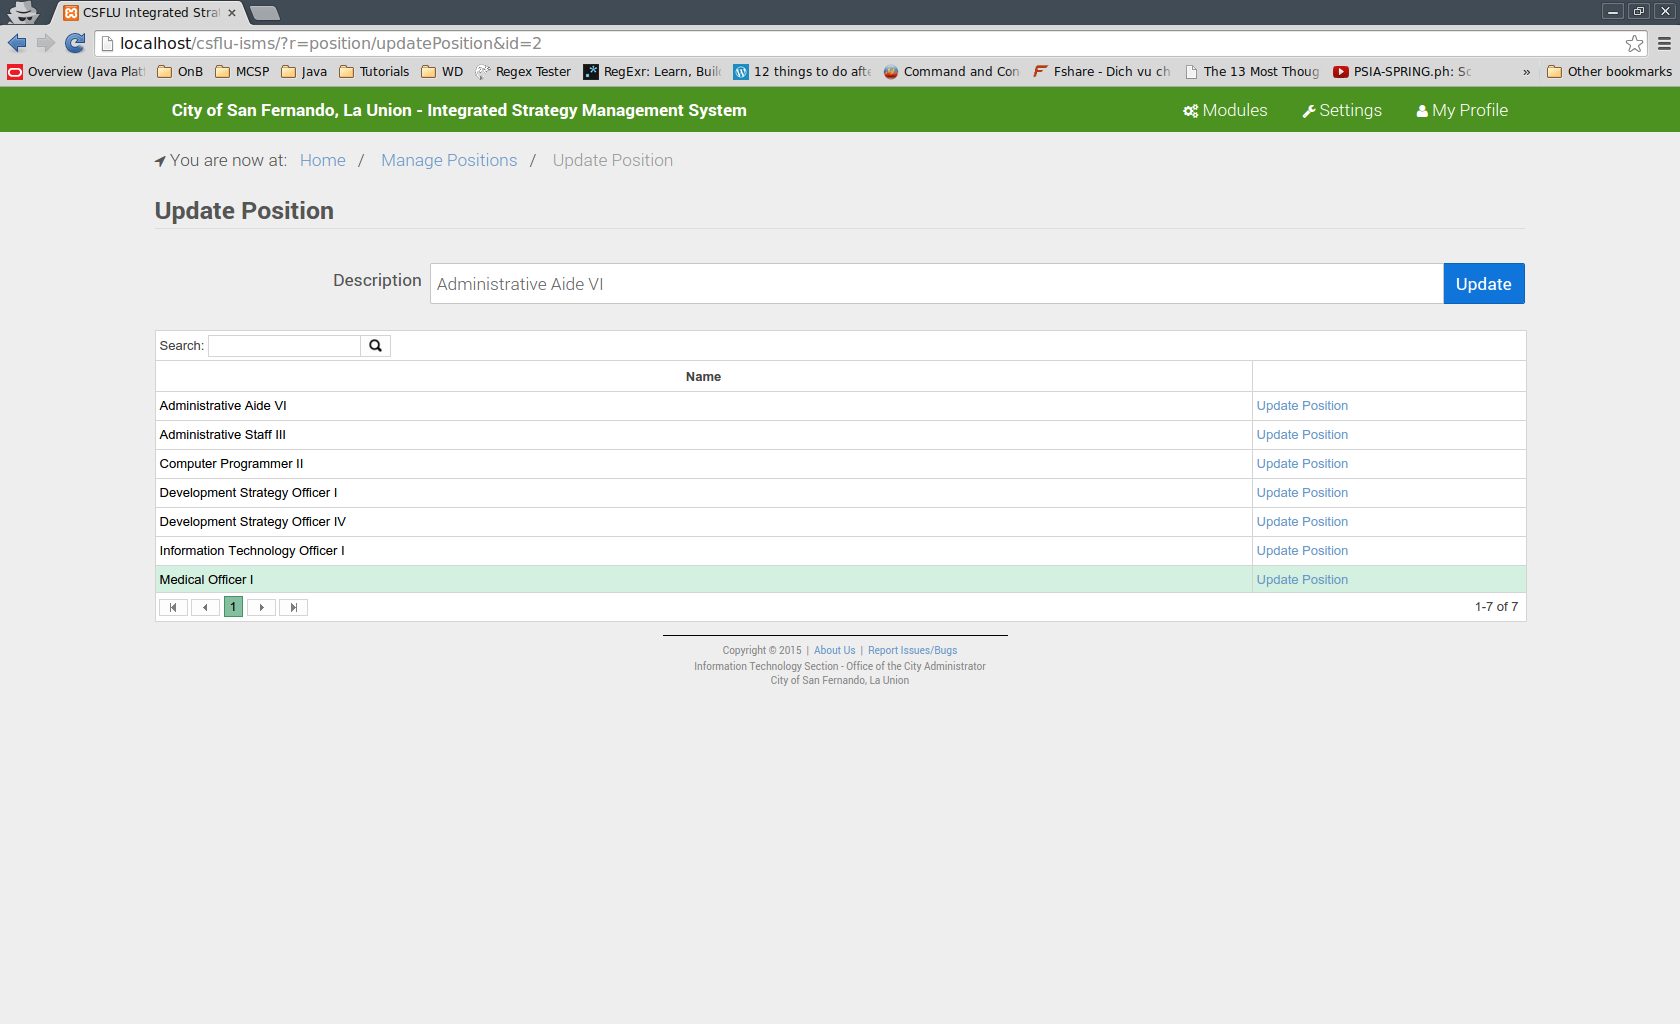 CSFLU Integrated Stra
localhost/csflu-isms/?r=position/updatePosition&id=2
Overview (Java Plat OnB MCSP Java Tutorials WD Regex Tester RegExr: Learn, Buil 12 things to do afte Command and Con Fshare - Dich vu ch The 13 Most Thoug PSIA-SPRING.ph: Sc » Other bookmarks
City of San Fernando, La Union - Integrated Strategy Management System Modules Settings My Profile
You are now at: Home / Manage Positions / Update Position
Update Position
Description Administrative Aide VI Update
Search:
Name
Administrative Aide VI Update Position
Administrative Staff III Update Position
Computer Programmer II Update Position
Development Strategy Officer I Update Position
Development Strategy Officer IV Update Position
Information Technology Officer I Update Position
Medical Officer I Update Position
1 1-7 of 7
Copyright © 2015 | About Us | Report Issues/Bugs
Information Technology Section - Office of the City Administrator
City of San Fernando, La Union